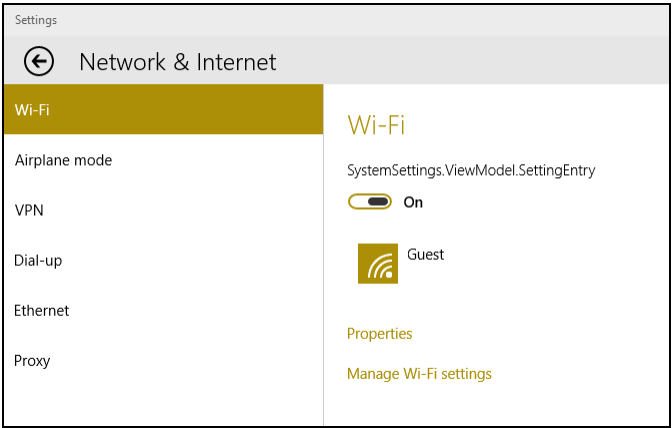 Settings
Network & Internet
Wi-Fi
Airplane mode
VPN
Dial-up
Ethernet
Proxy
Wi-Fi
SystemSettings.ViewModel.SettingEntry
On
Guest
Properties
Manage Wi-Fi settings